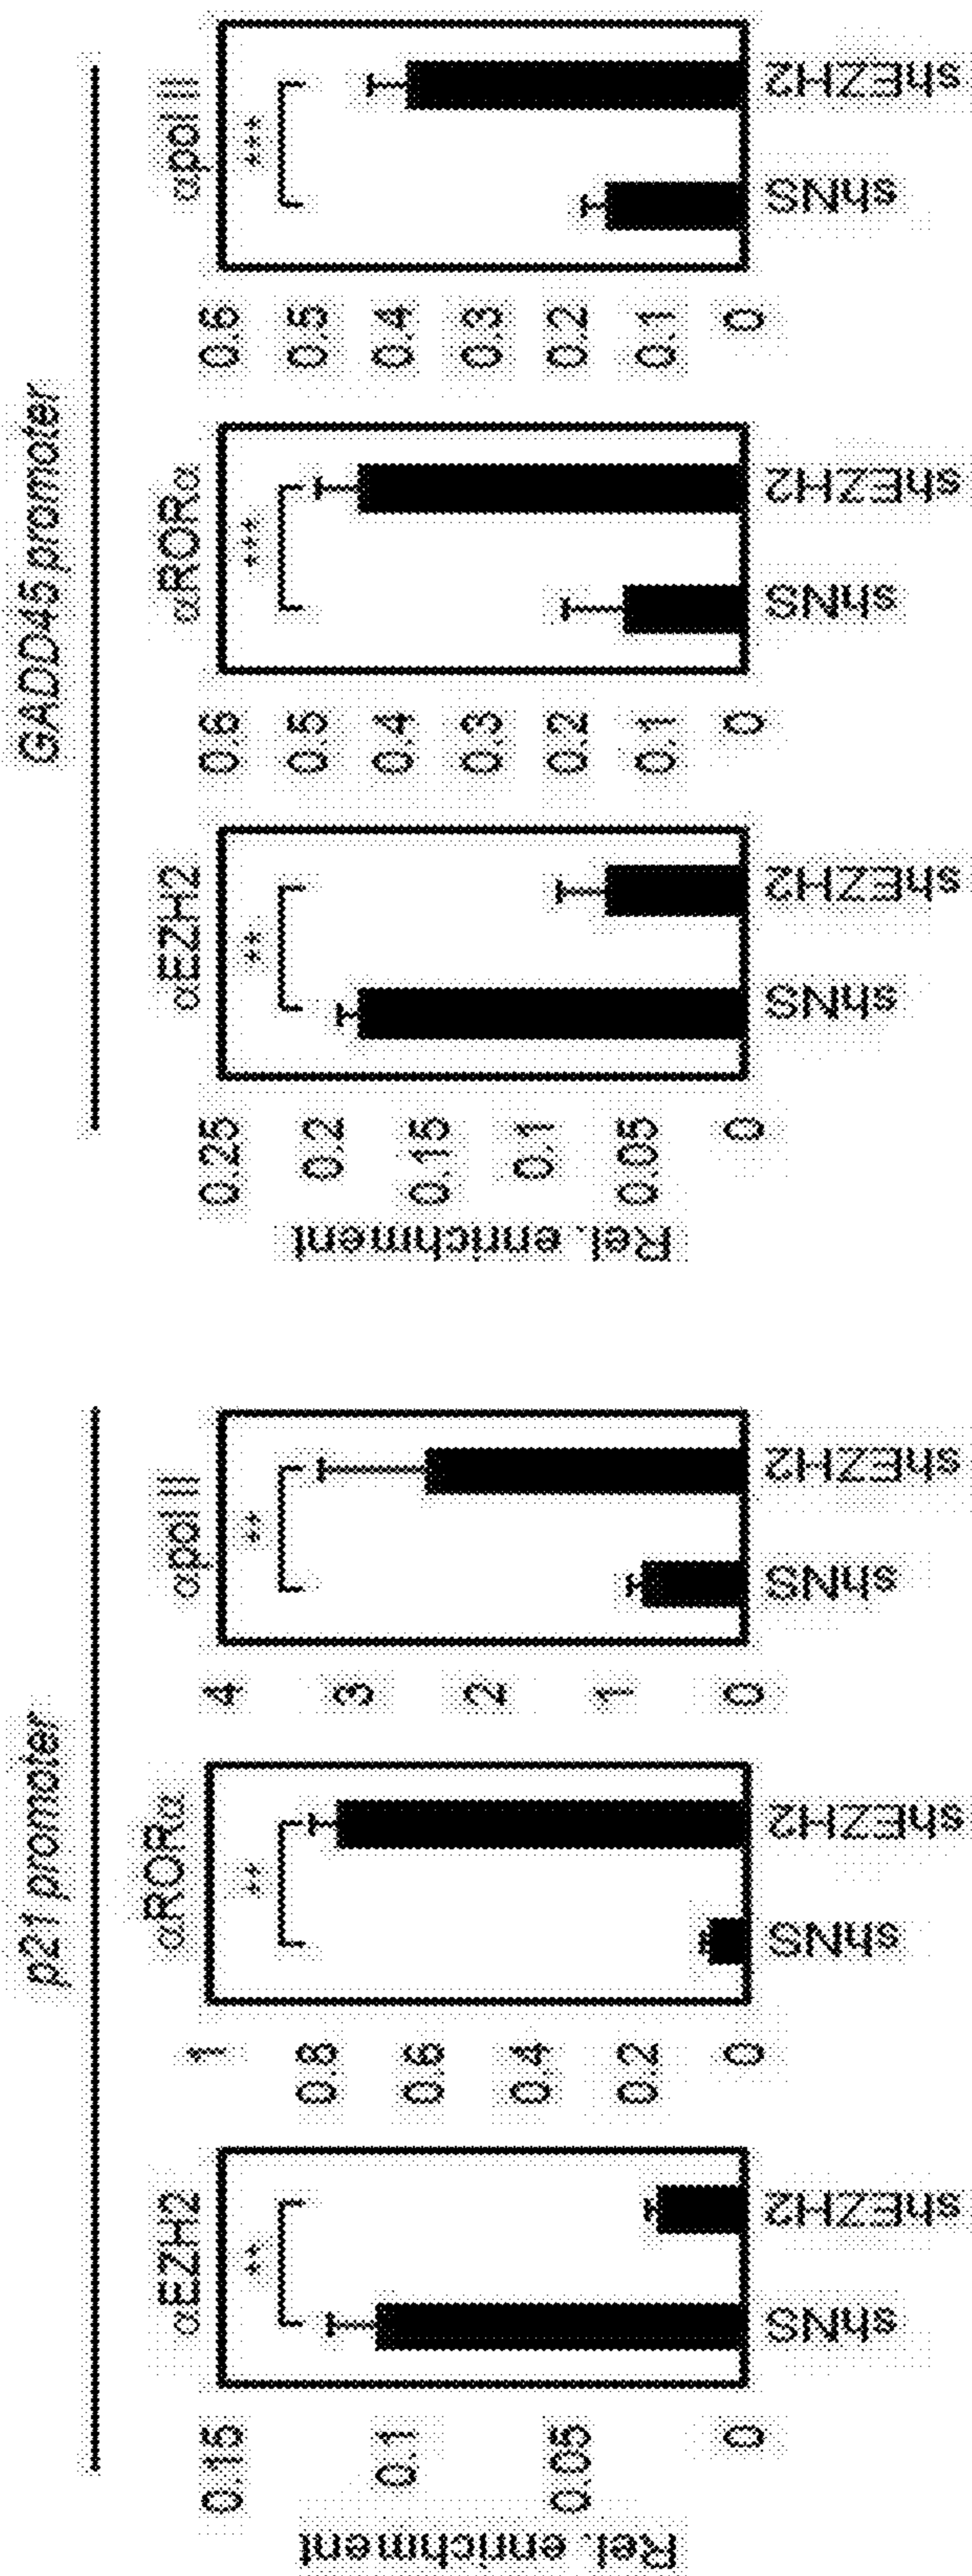 p21 promoter
αEZH2
**
Rel. enrichment
0.15
0.1
0.05
0
shNS
shEZH2
αRORα
**
1
0.8
0.6
0.4
0.2
0
shNS
shEZH2
αpol II
**
4
3
2
1
0
shNS
shEZH2
GADD45 promoter
αEZH2
**
Rel. enrichment
0.25
0.2
0.15
0.1
0.05
0
shNS
shEZH2
αRORα
***
0.6
0.5
0.4
0.3
0.2
0.1
0
shNS
shEZH2
αpol II
***
0.6
0.5
0.4
0.3
0.2
0.1
0
shNS
shEZH2